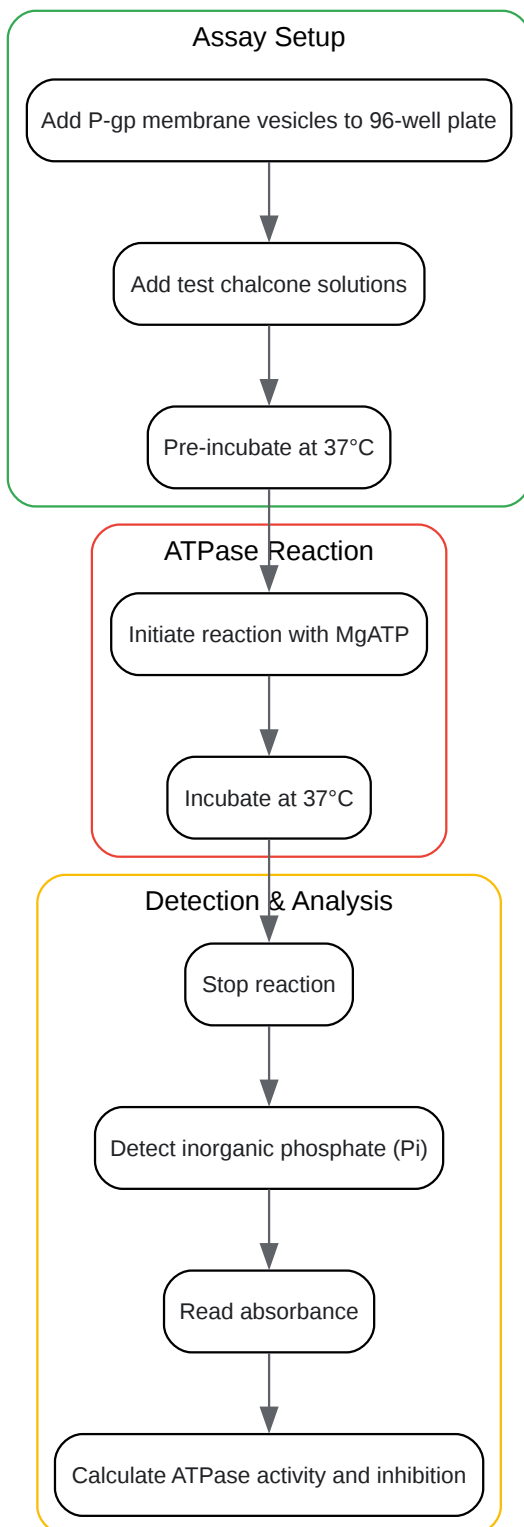 Assay Setup
Add P-gp membrane vesicles to 96-well plate
Add test chalcone solutions
Pre-incubate at 37°C
ATPase Reaction
Initiate reaction with MgATP
Incubate at 37°C
Detection & Analysis
Stop reaction
Detect inorganic phosphate (Pi)
Read absorbance
Calculate ATPase activity and inhibition